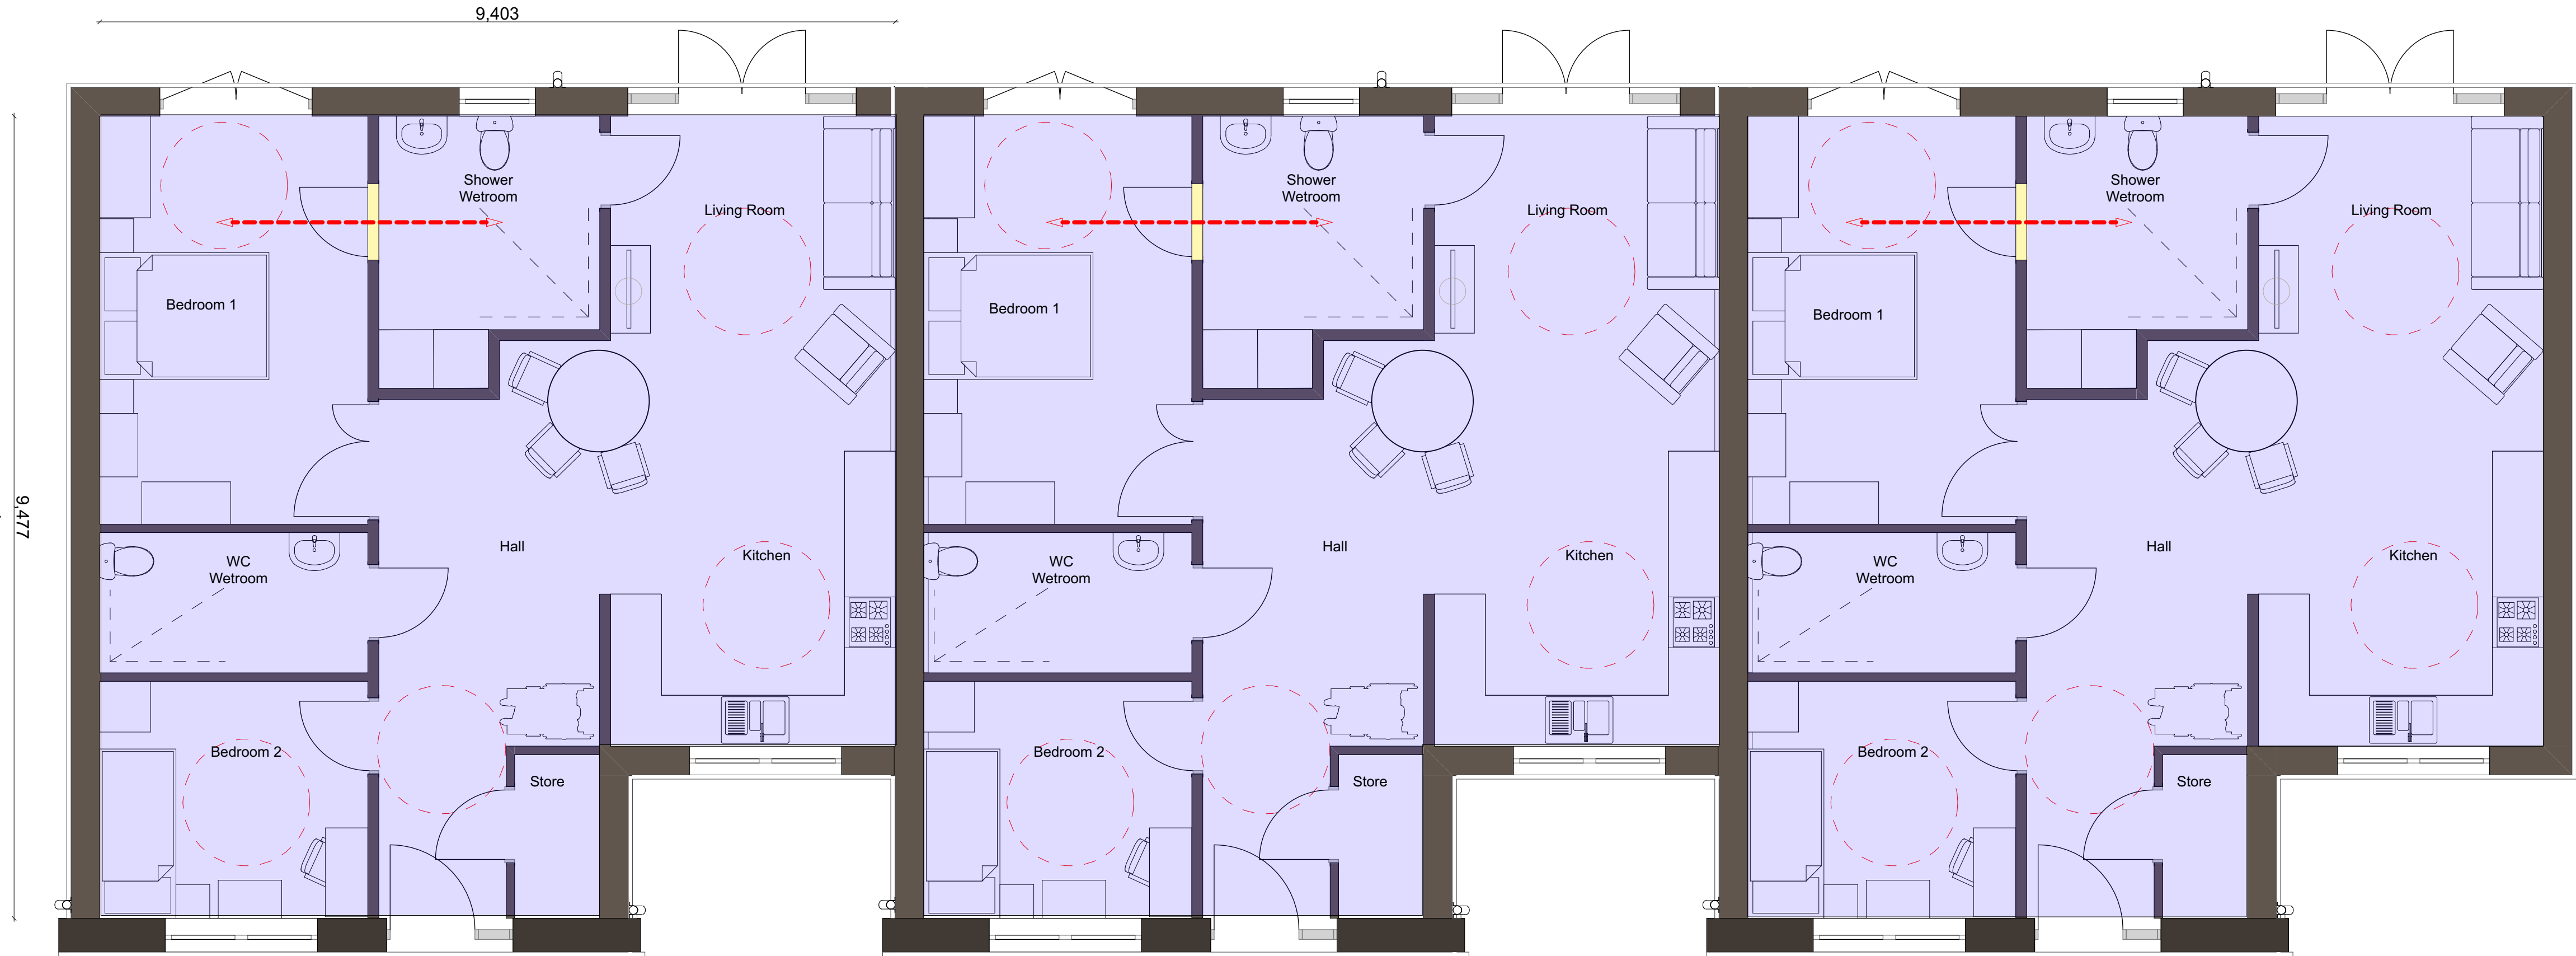 9,403
9,477
Shower
Wetroom
Living Room
Bedroom 1
Hall
WC
Wetroom
Kitchen
Bedroom 2
Store
Shower
Wetroom
Living Room
Bedroom 1
Hall
WC
Wetroom
Kitchen
Bedroom 2
Store
Shower
Wetroom
Living Room
Bedroom 1
Hall
WC
Wetroom
Kitchen
Bedroom 2
Store